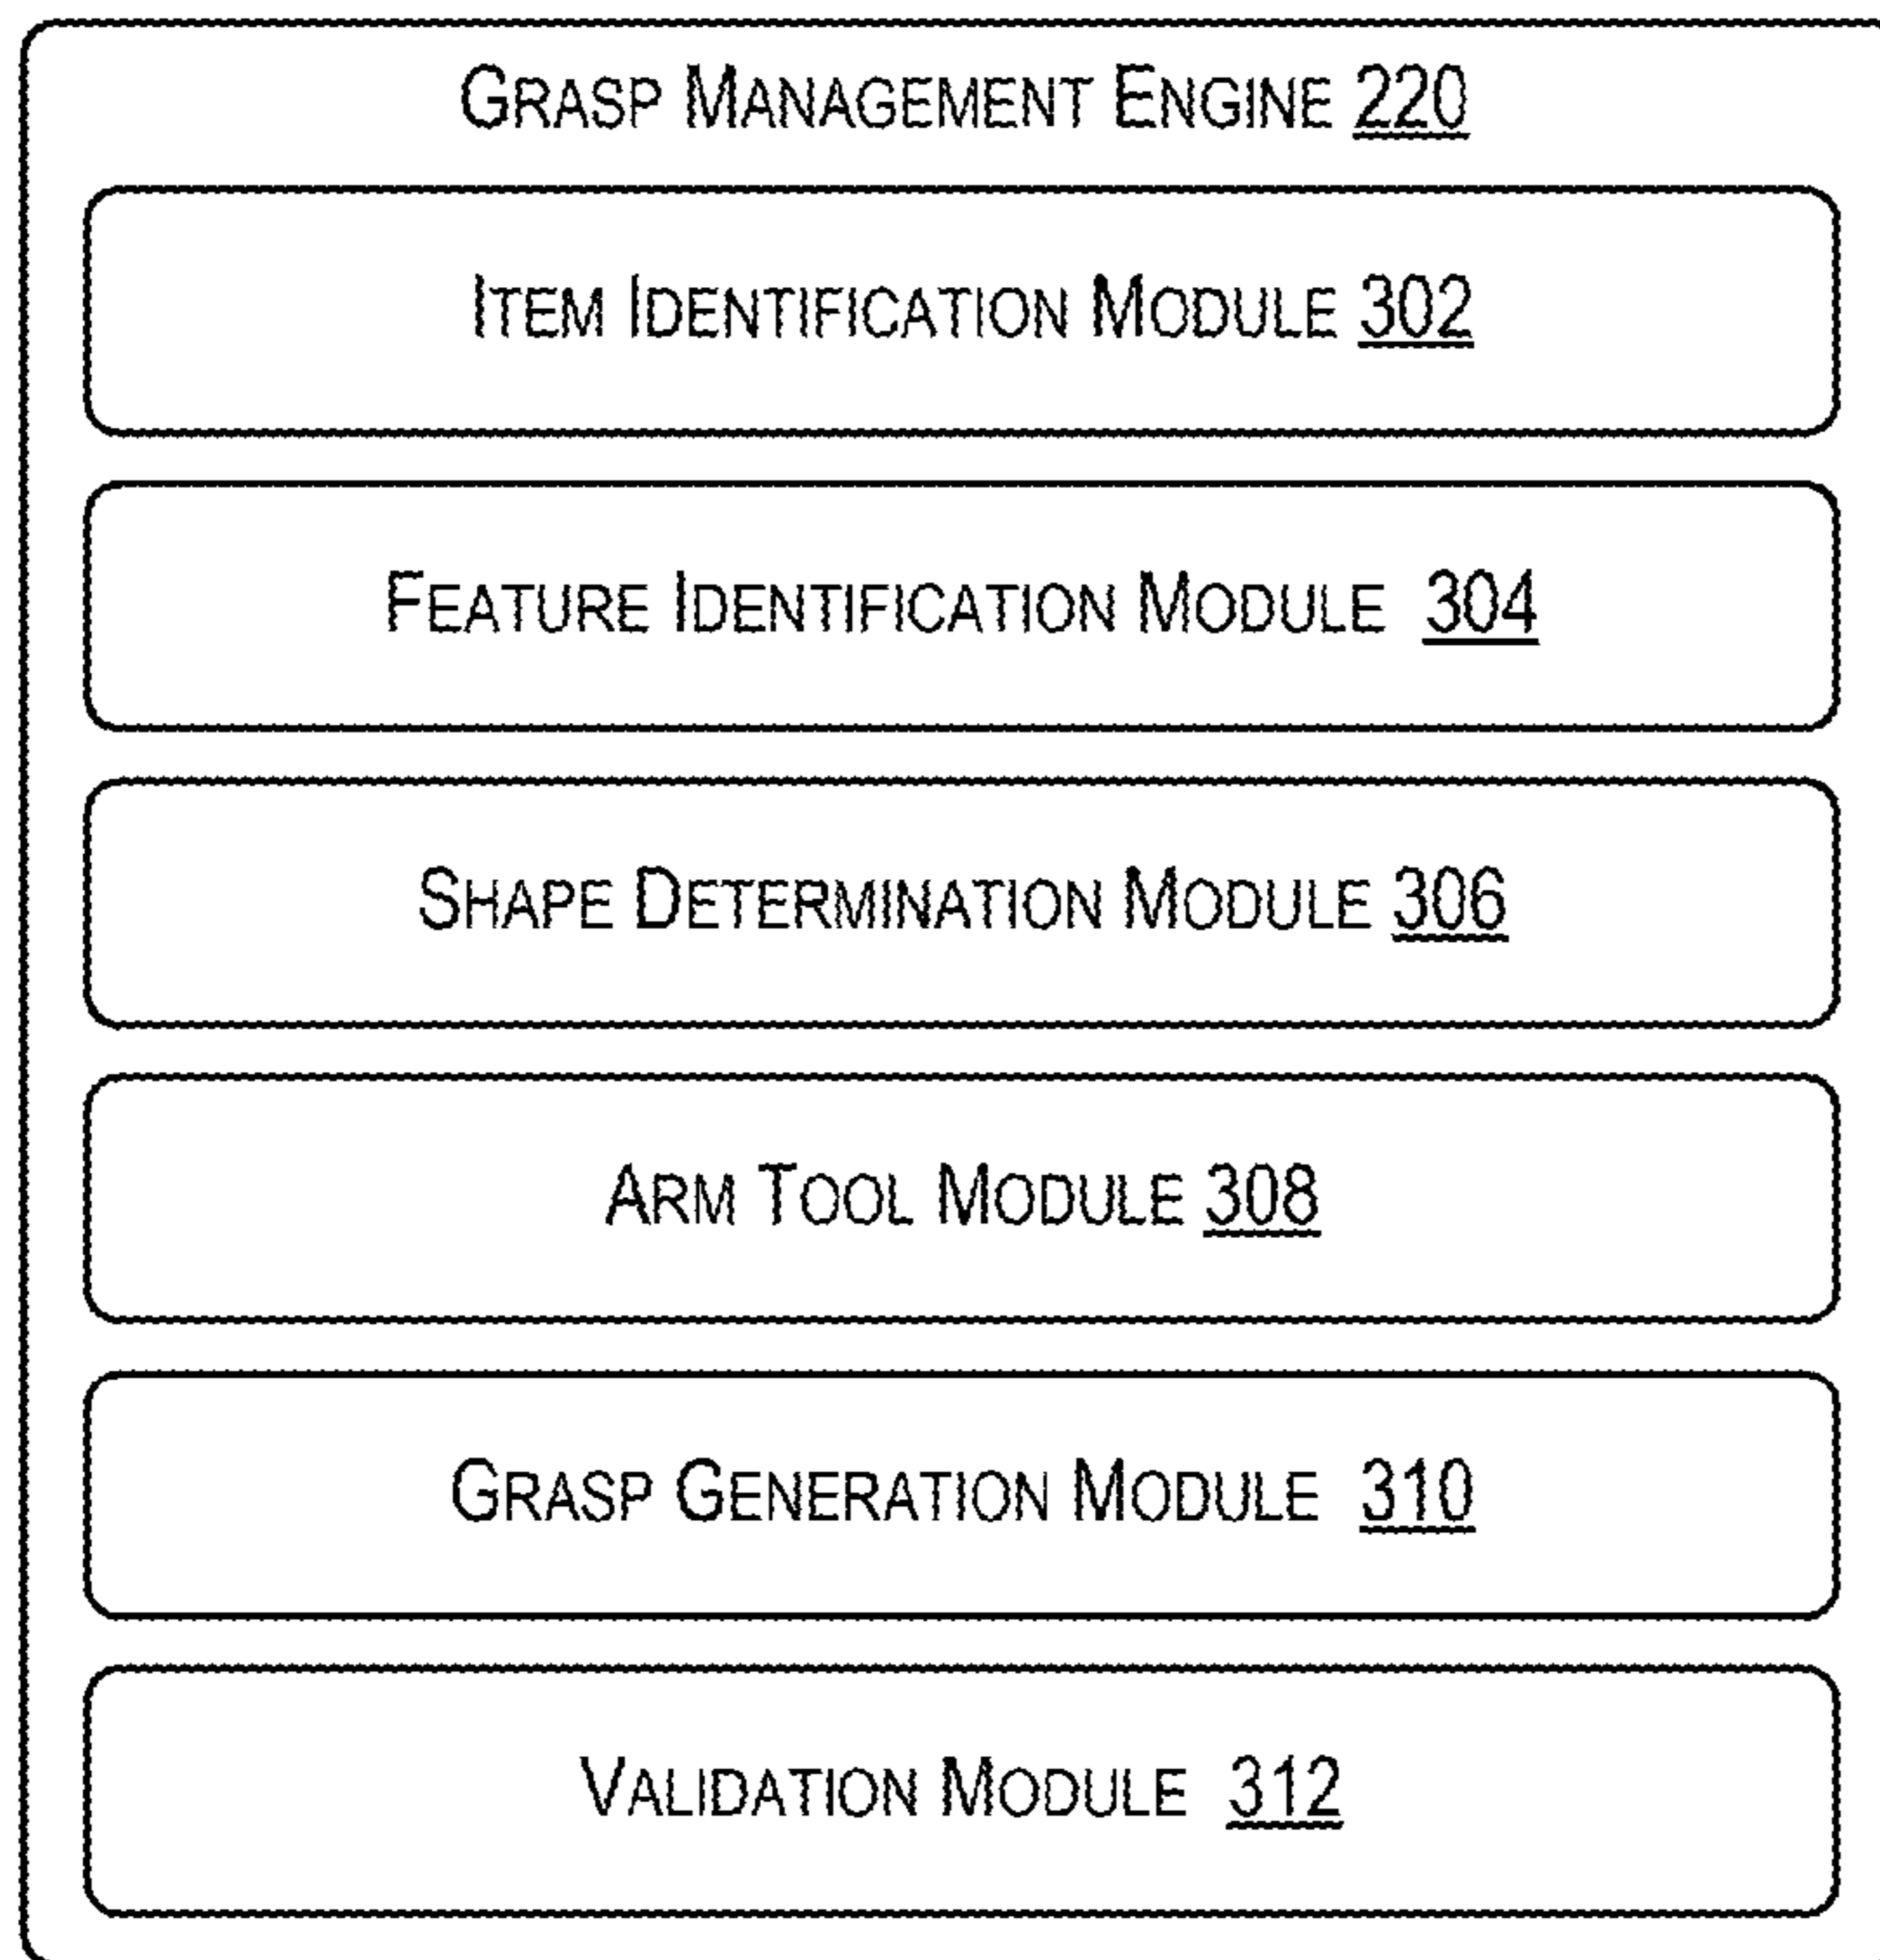 GRASP MANAGEMENT ENGINE 220
ITEM IDENTIFICATION MODULE 302
FEATURE IDENTIFICATION MODULE 304
SHAPE DETERMINATION MODULE 306
ARM TOOL MODULE 308
GRASP GENERATION MODULE 310
VALIDATION MODULE 312